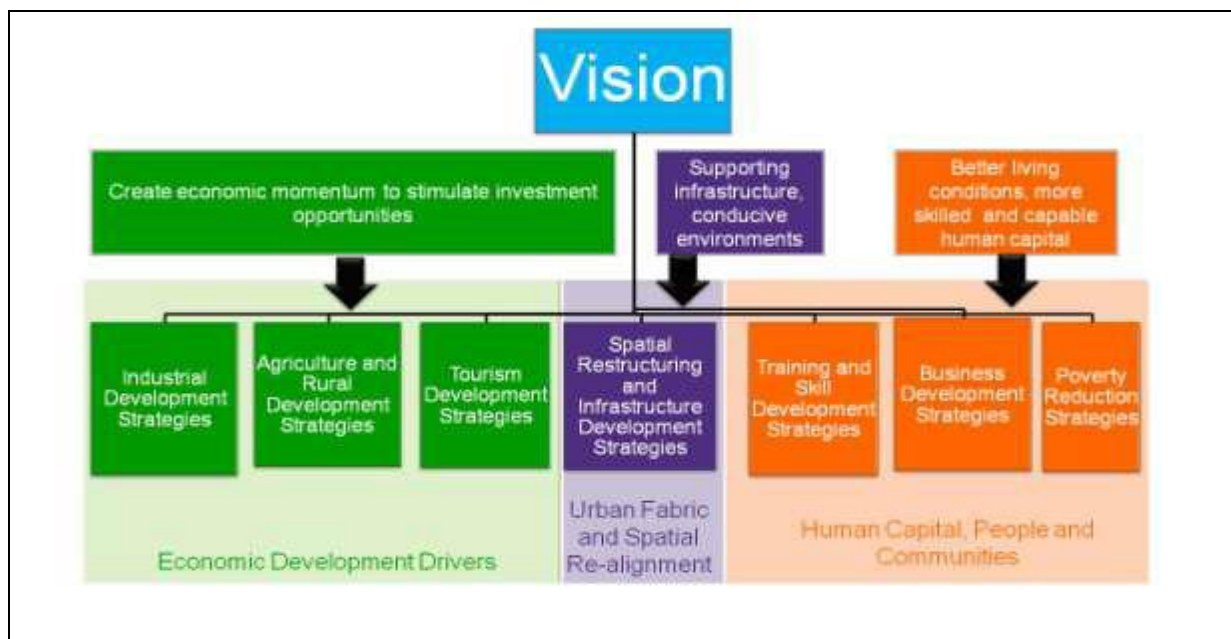 Vision
Create economic momentum to stimulate investment
opportunities
Supporting
infrastructure,
conducive
environments
Better living
conditions, more
skilled and capable
human capital
Industrial
Development
Strategies
Agriculture and
Rural
Development
Strategies
Tourism
Development
Strategies
Spatial
Restructuring
and
Infrastructure
Development
Strategies
Training and
Skill
Development
Strategies
Business
Development
Strategies
Poverty
Reduction
Strategies
Economic Development Drivers
Urban Fabric
and Spatial
Re-alignment
Human Capital, People and
Communities